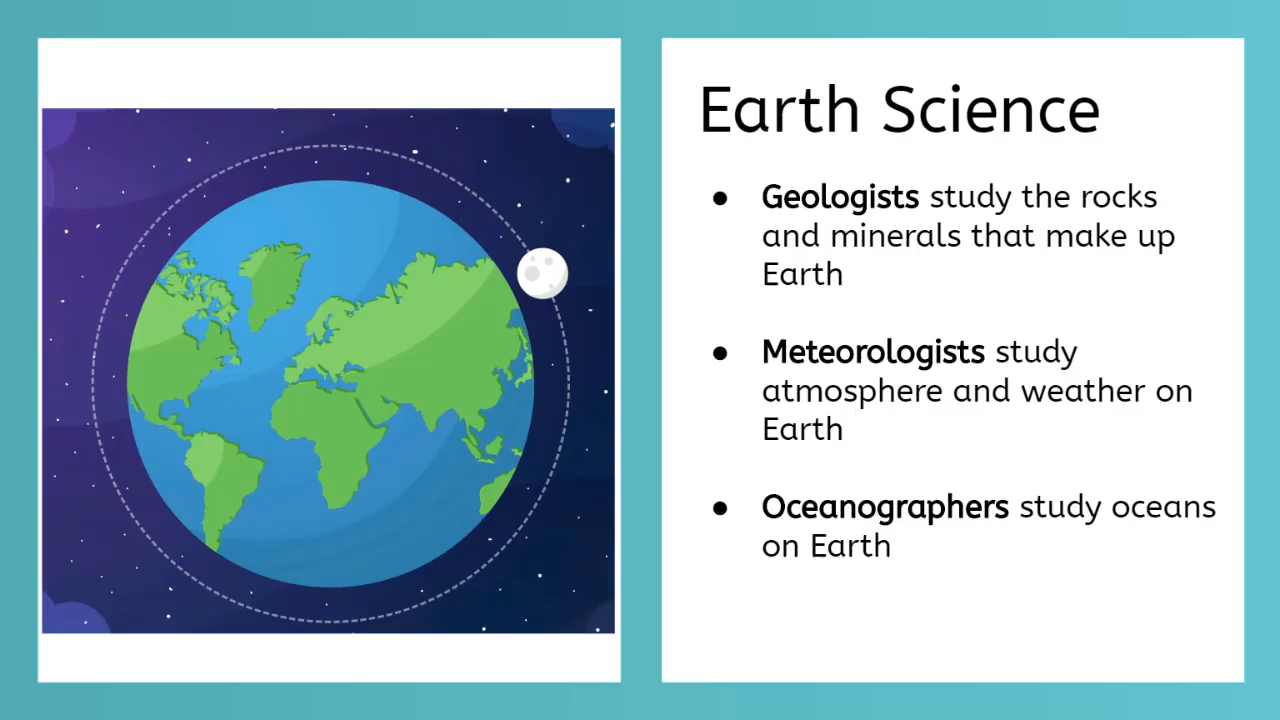 Earth Science
● Geologists study the rocks
and minerals that make up
Earth
● Meteorologists study
atmosphere and weather on
Earth
● Oceanographers study oceans
on Earth